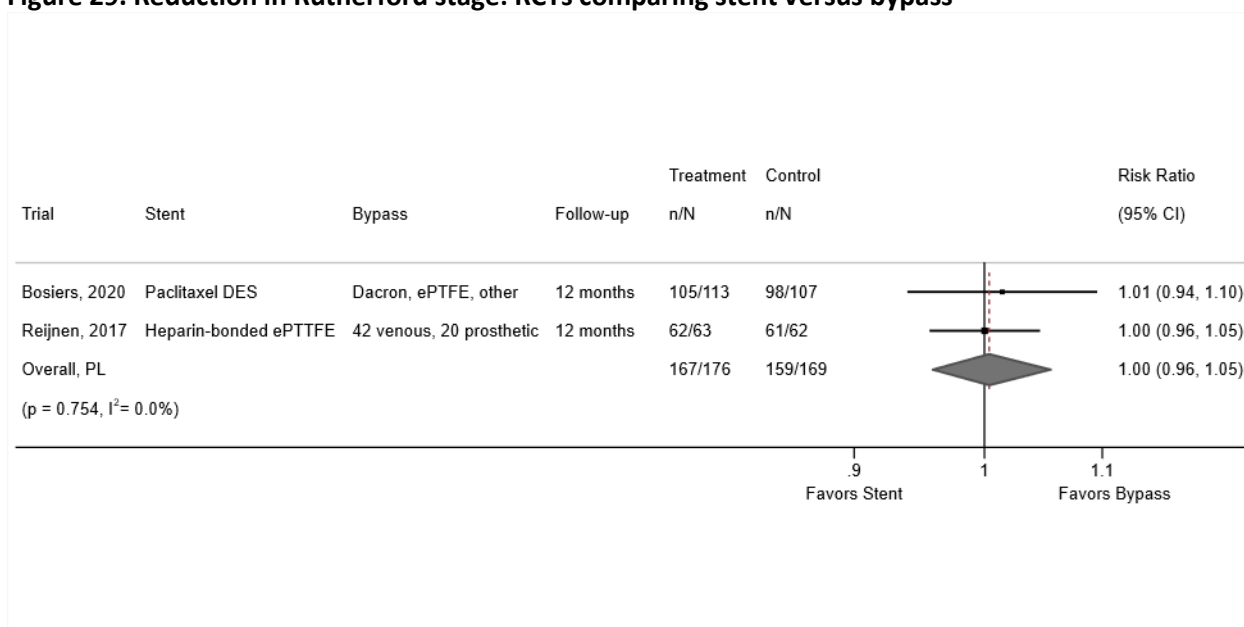 Figure 29: Reduction in Rutherford stage: RCTs comparing stent versus bypass
Treatment Control Risk Ratio
Trial Stent Bypass Follow-up n/N n/N (95% CI)
Bosiers, 2020 Paclitaxel DES Dacron, ePTFE, other 12 months 105/113 98/107 1.01 (0.94, 1.10)
Reijnen, 2017 Heparin-bonded ePTTFE 42 venous, 20 prosthetic 12 months 62/63 61/62 1.00 (0.96, 1.05)
Overall, PL 167/176 159/169 1.00 (0.96, 1.05)
(p = 0.754, I²= 0.0%)
.9 1 1.1
Favors Stent Favors Bypass